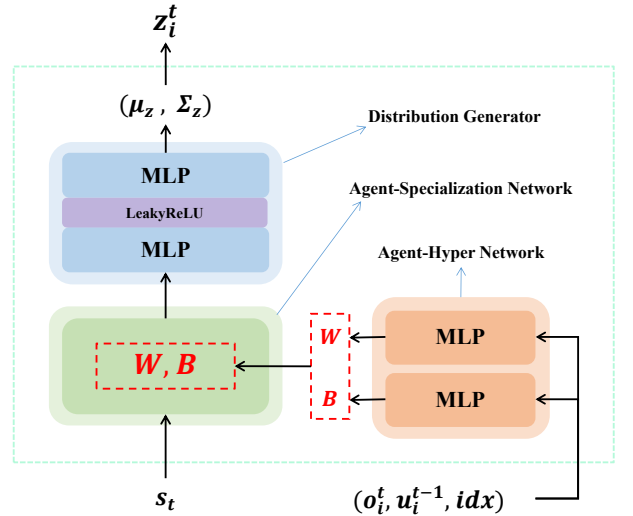 z_i^t
(μ_z , Σ_z)
Distribution Generator
MLP
LeakyReLU
MLP
Agent-Specialization Network
Agent-Hyper Network
W, B
W
MLP
B
MLP
s_t
(o_i^t, u_i^{t-1}, idx)